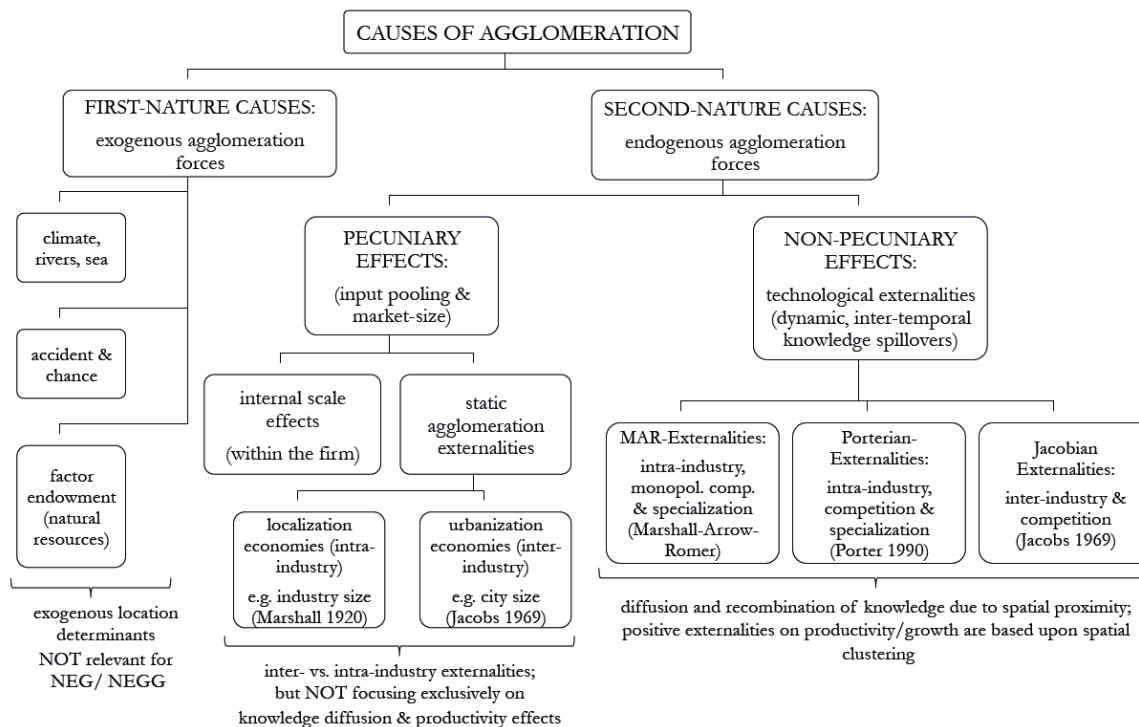 CAUSES OF AGGLOMERATION
FIRST-NATURE CAUSES:
exogenous agglomeration
forces
SECOND-NATURE CAUSES:
endogenous agglomeration
forces
climate,
rivers, sea
accident &
chance
factor
endowment
(natural
resources)
exogenous location
determinants
NOT relevant for
NEG/ NEGG
PECUNIARY
EFFECTS:
(input pooling &
market-size)
internal scale
effects
(within the firm)
static
agglomeration
externalities
localization
economies (intra-
industry)
e.g. industry size
(Marshall 1920)
urbanization
economies (inter-
industry)
e.g. city size
(Jacobs 1969)
inter- vs. intra-industry externalities;
but NOT focusing exclusively on
knowledge diffusion & productivity effects
NON-PECUNIARY
EFFECTS:
technological externalities
(dynamic, inter-temporal
knowledge spillovers)
MAR-Externalities:
intra-industry,
monopol. comp.
& specialization
(Marshall-Arrow-
Romer)
Porterian-
Externalities:
intra-industry,
competition &
specialization
(Porter 1990)
Jacobian
Externalities:
inter-industry &
competition
(Jacobs 1969)
diffusion and recombination of knowledge due to spatial proximity;
positive externalities on productivity/growth are based upon spatial
clustering